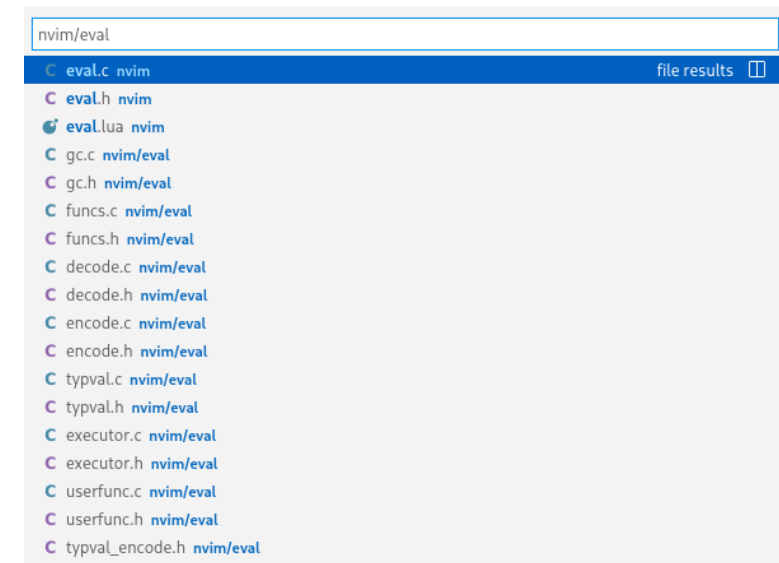 nvim/eval
C eval.c nvim file results
C eval.h nvim
eval.lua nvim
C gc.c nvim/eval
C gc.h nvim/eval
C funcs.c nvim/eval
C funcs.h nvim/eval
C decode.c nvim/eval
C decode.h nvim/eval
C encode.c nvim/eval
C encode.h nvim/eval
C typval.c nvim/eval
C typval.h nvim/eval
C executor.c nvim/eval
C executor.h nvim/eval
C userfunc.c nvim/eval
C userfunc.h nvim/eval
C typval_encode.h nvim/eval